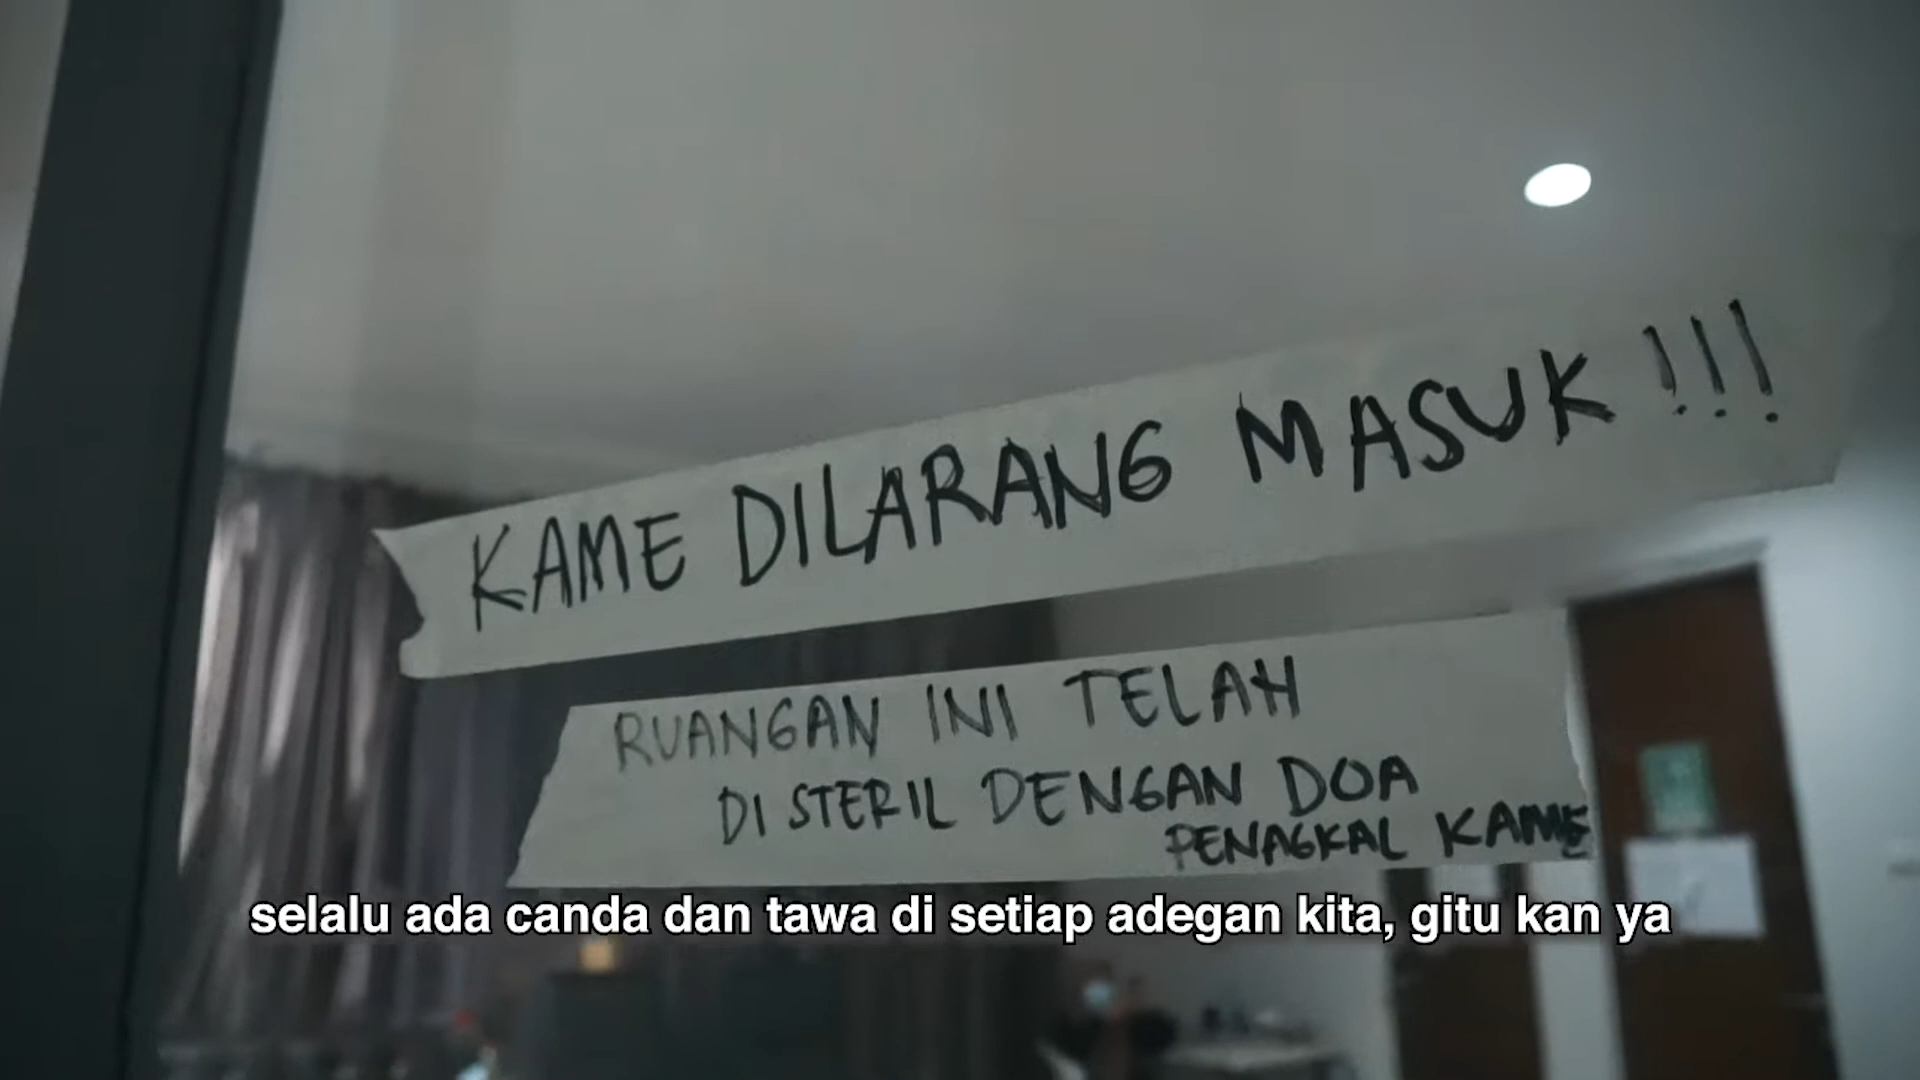 KAME DILARANG MASUK !!!
RUANGAN INI TELAH
DI STERIL DENGAN DOA
PENAGKAL KAME
selalu ada canda dan tawa di setiap adegan kita, gitu kan ya